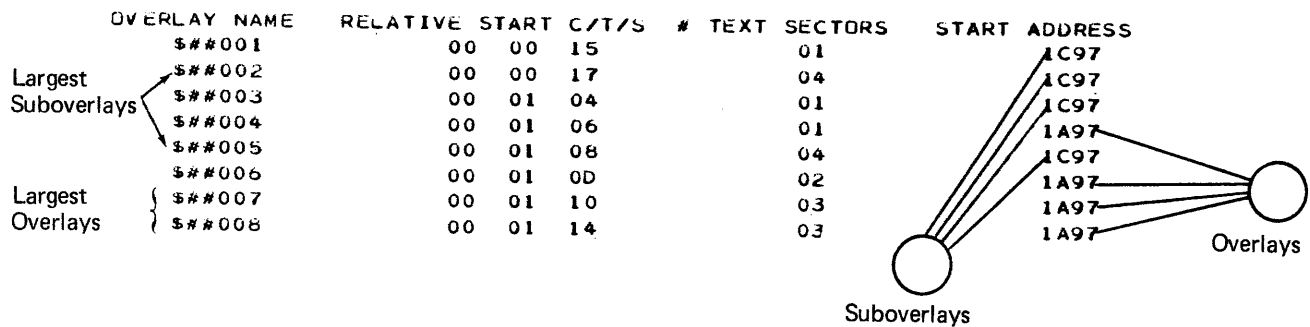 OVERLAY NAME RELATIVE START C/T/S # TEXT SECTORS START ADDRESS
$##001 00 00 15 01 1C97
Largest Suboverlays
$##002 00 00 17 04 1C97
$##003 00 01 04 01 1C97
$##004 00 01 06 01 1A97
$##005 00 01 08 04 1C97
$##006 00 01 0D 02 1A97
Largest Overlays
$##007 00 01 10 03 1A97
$##008 00 01 14 03 1A97
Overlays
Suboverlays